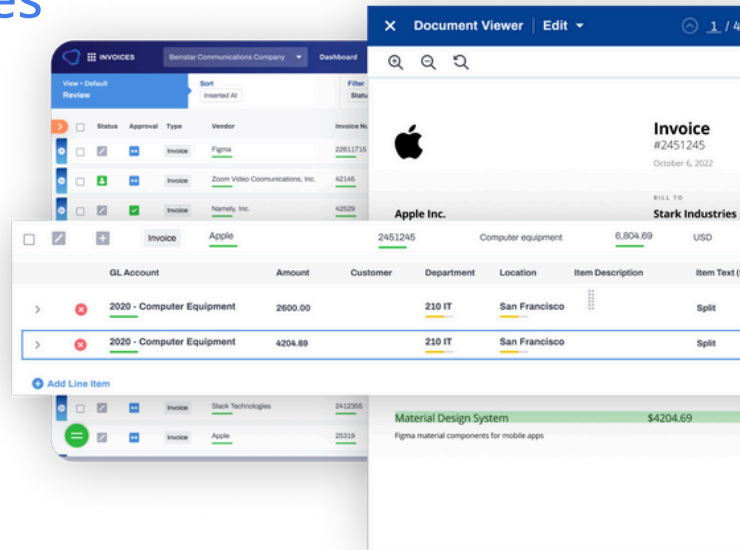 es
INVOICES Beinstar Communications Company Dashboard
View • Default
Review
Sort
Inserted At
Filter
Statu
Status Approval Type Vendor Invoice Nu
Invoice Figma 22611715
Invoice Zoom Video Coomunications, Inc. 42145
Invoice Namely, Inc. 42529
Document Viewer Edit 1 / 4
Invoice
#2451245
October 6, 2022
BILL TO
Apple Inc. Stark Industries
Invoice Apple 2451245 Computer equipment 6,804.69 USD
GL Account Amount Customer Department Location Item Description Item Text (
2020 - Computer Equipment 2600.00 210 IT San Francisco Split
2020 - Computer Equipment 4204.69 210 IT San Francisco Split
Add Line Item
Invoice Slack Technologies 2412355
Invoice Apple 25319
Material Design System $4204.69
Figma material components for mobile apps